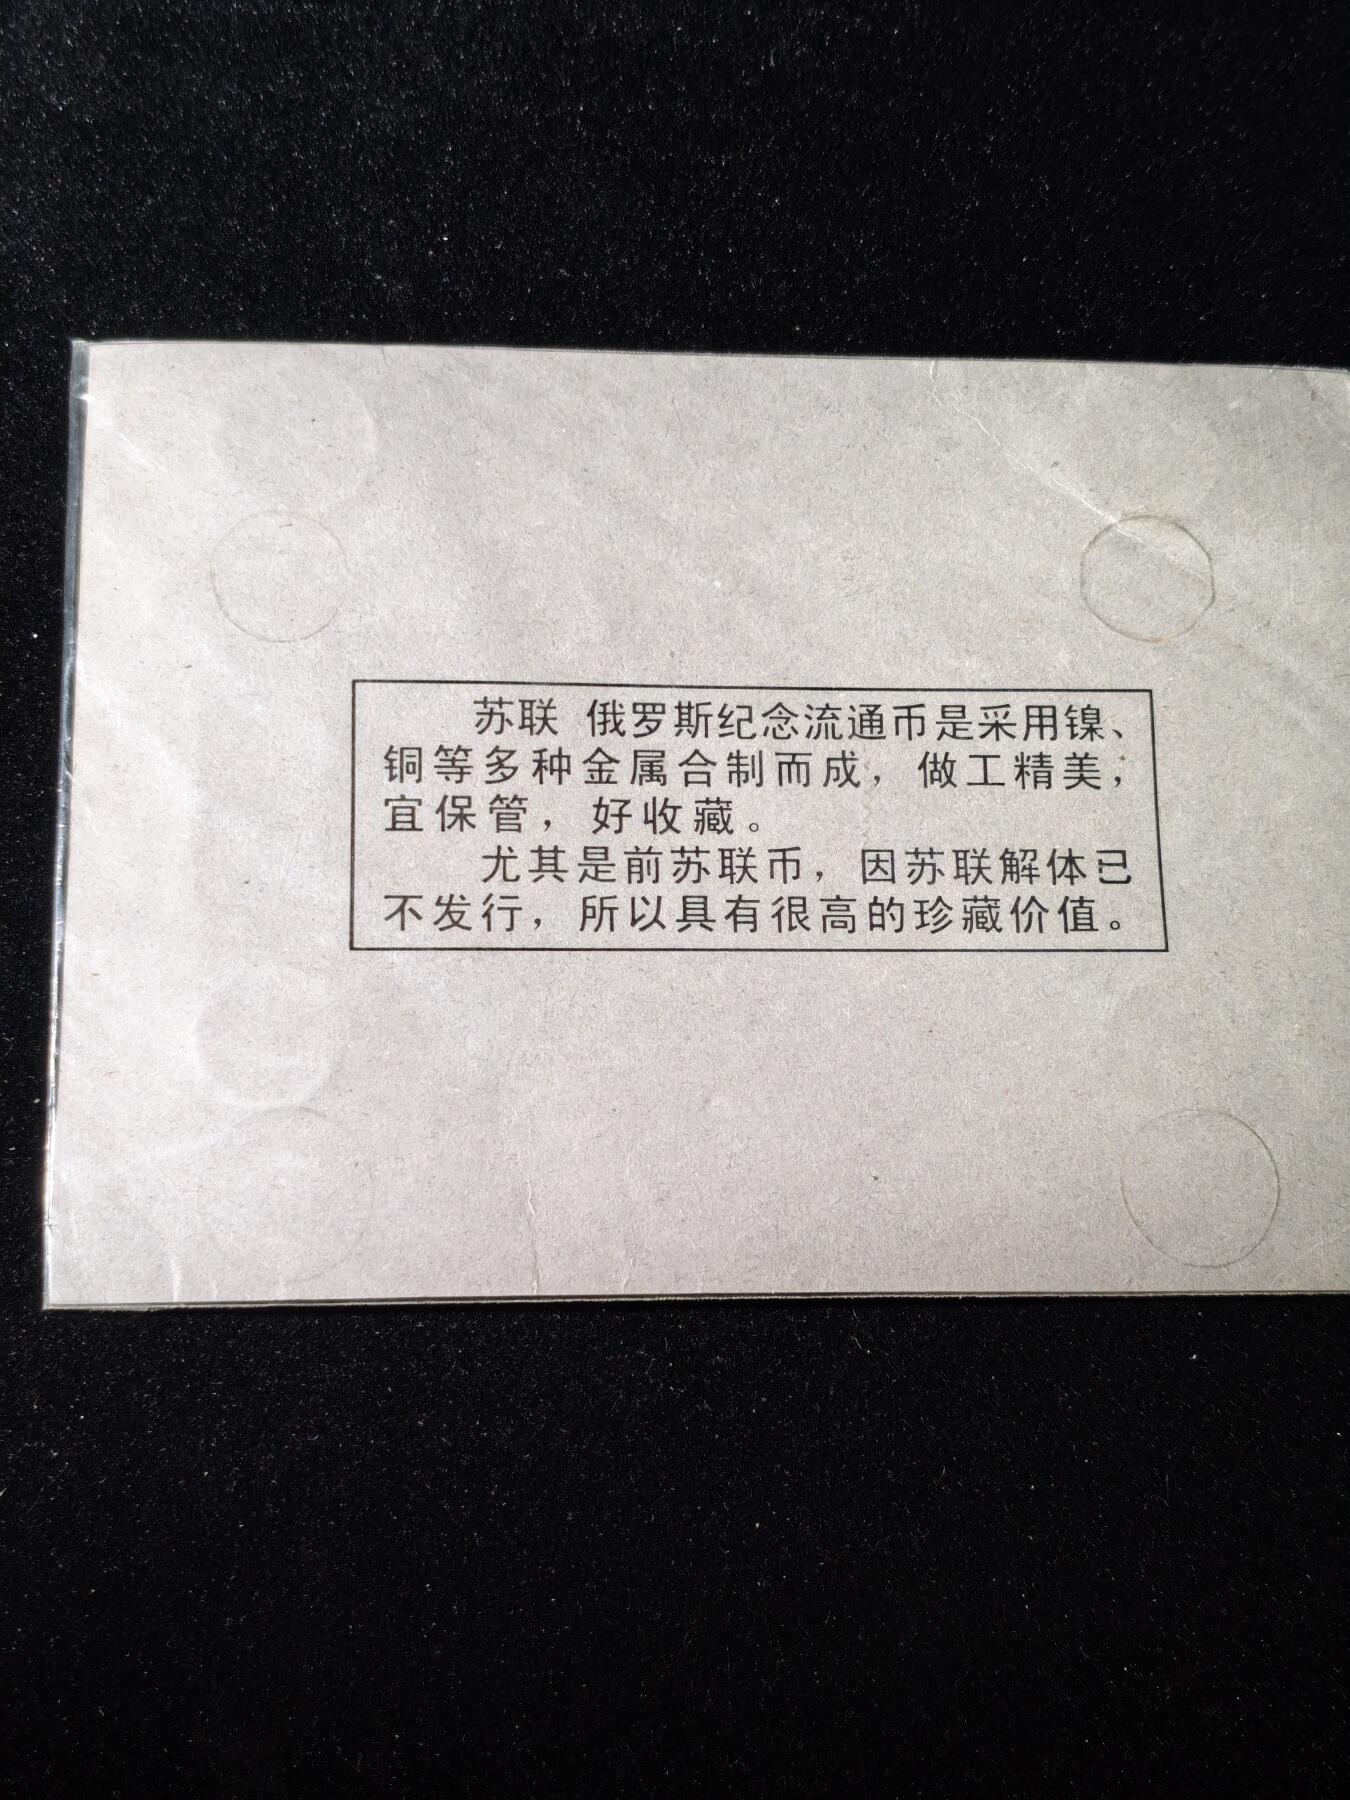 苏联 俄罗斯纪念流通币是采用镍、
铜等多种金属合制而成，做工精美，
宜保管，好收藏。
尤其是前苏联币，因苏联解体已
不发行，所以具有很高的珍藏价值。